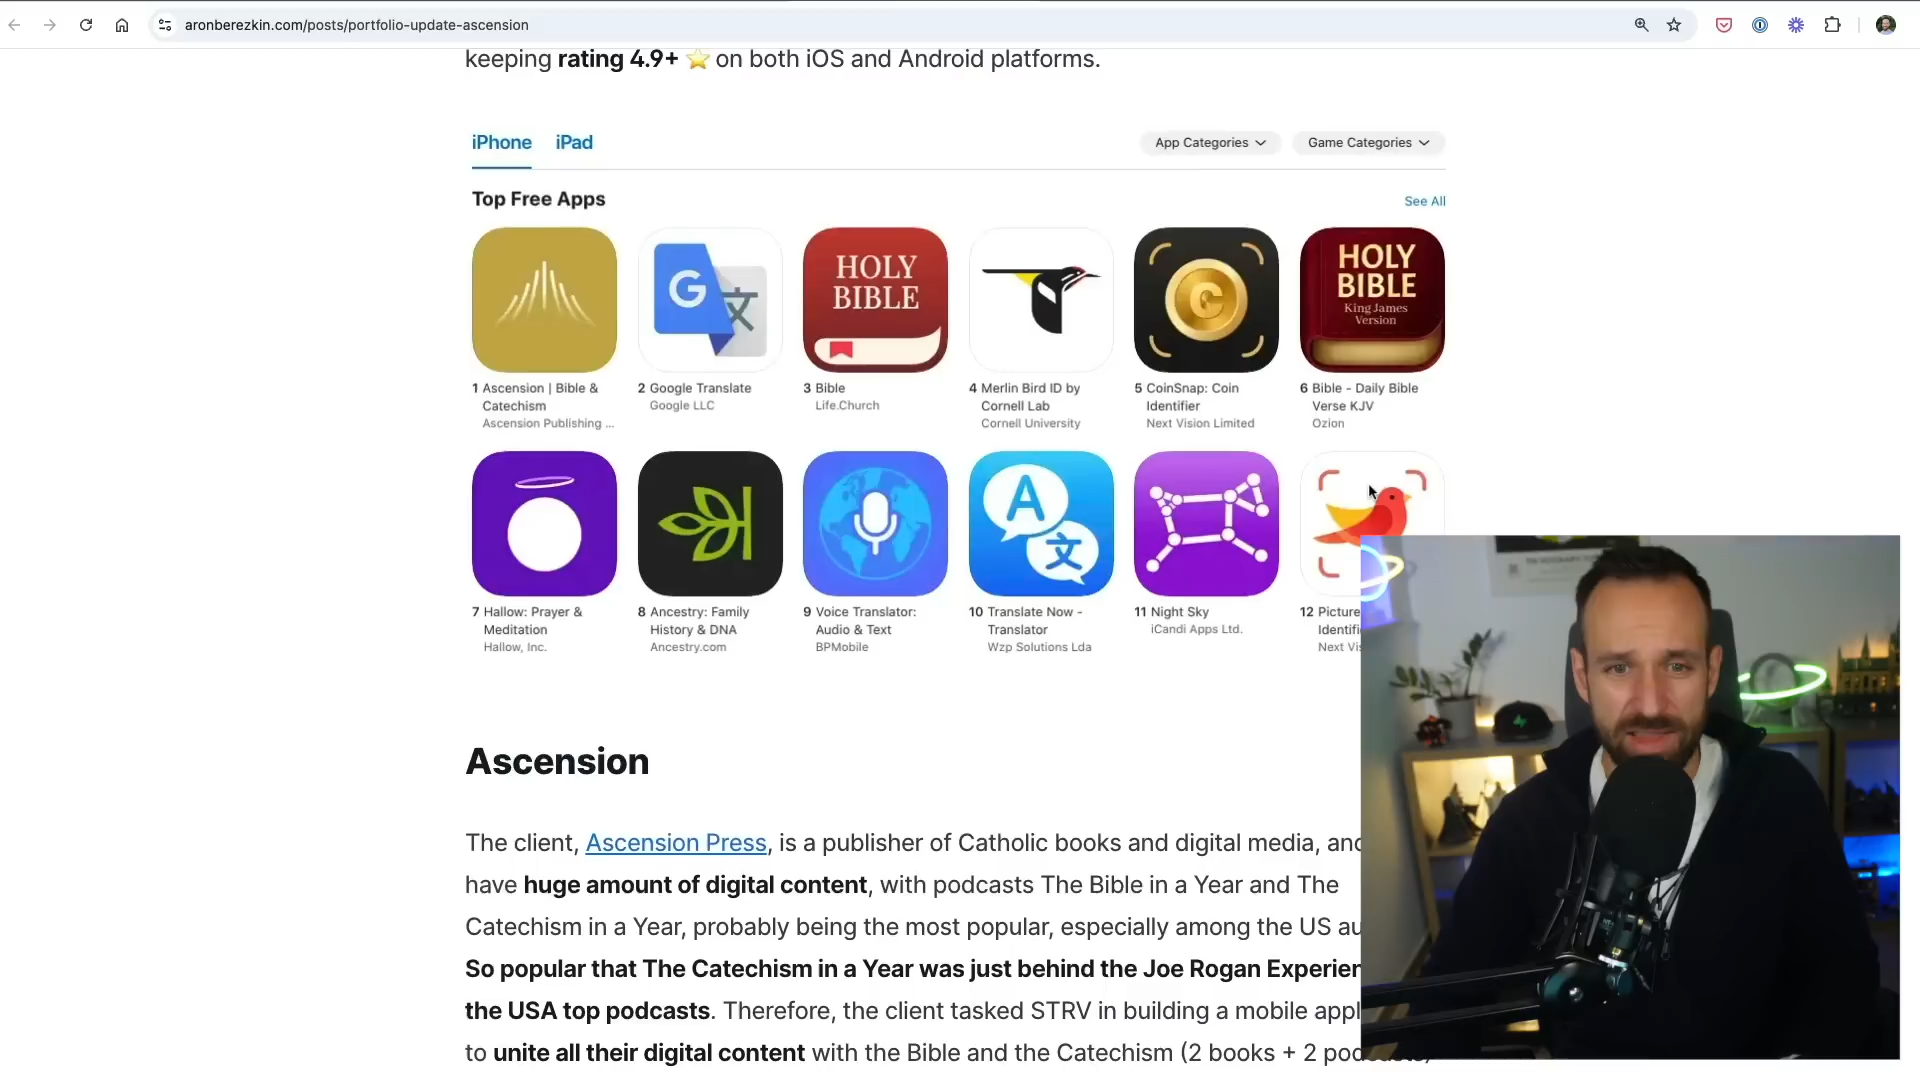 aronberezkin.com/posts/portfolio-update-ascension
keeping rating 4.9+ ⭐ on both iOS and Android platforms.
iPhone iPad
App Categories Game Categories
Top Free Apps See All
HOLY BIBLE
HOLY BIBLE King James Version
1 Ascension | Bible & Catechism
Ascension Publishing ...
2 Google Translate
Google LLC
3 Bible
Life.Church
4 Merlin Bird ID by Cornell Lab
Cornell University
5 CoinSnap: Coin Identifier
Next Vision Limited
6 Bible - Daily Bible Verse KJV
Ozion
7 Hallow: Prayer & Meditation
Hallow, Inc.
8 Ancestry: Family History & DNA
Ancestry.com
9 Voice Translator: Audio & Text
BPMobile
10 Translate Now - Translator
Wzp Solutions Lda
11 Night Sky
iCandi Apps Ltd.
12 Picture
Ascension
The client, Ascension Press, is a publisher of Catholic books and digital media, and
have huge amount of digital content, with podcasts The Bible in a Year and The
Catechism in a Year, probably being the most popular, especially among the US
So popular that The Catechism in a Year was just behind the Joe Rogan
the USA top podcasts. Therefore, the client tasked STRV in building a mobile
to unite all their digital content with the Bible and the Catechism (2 books + 2